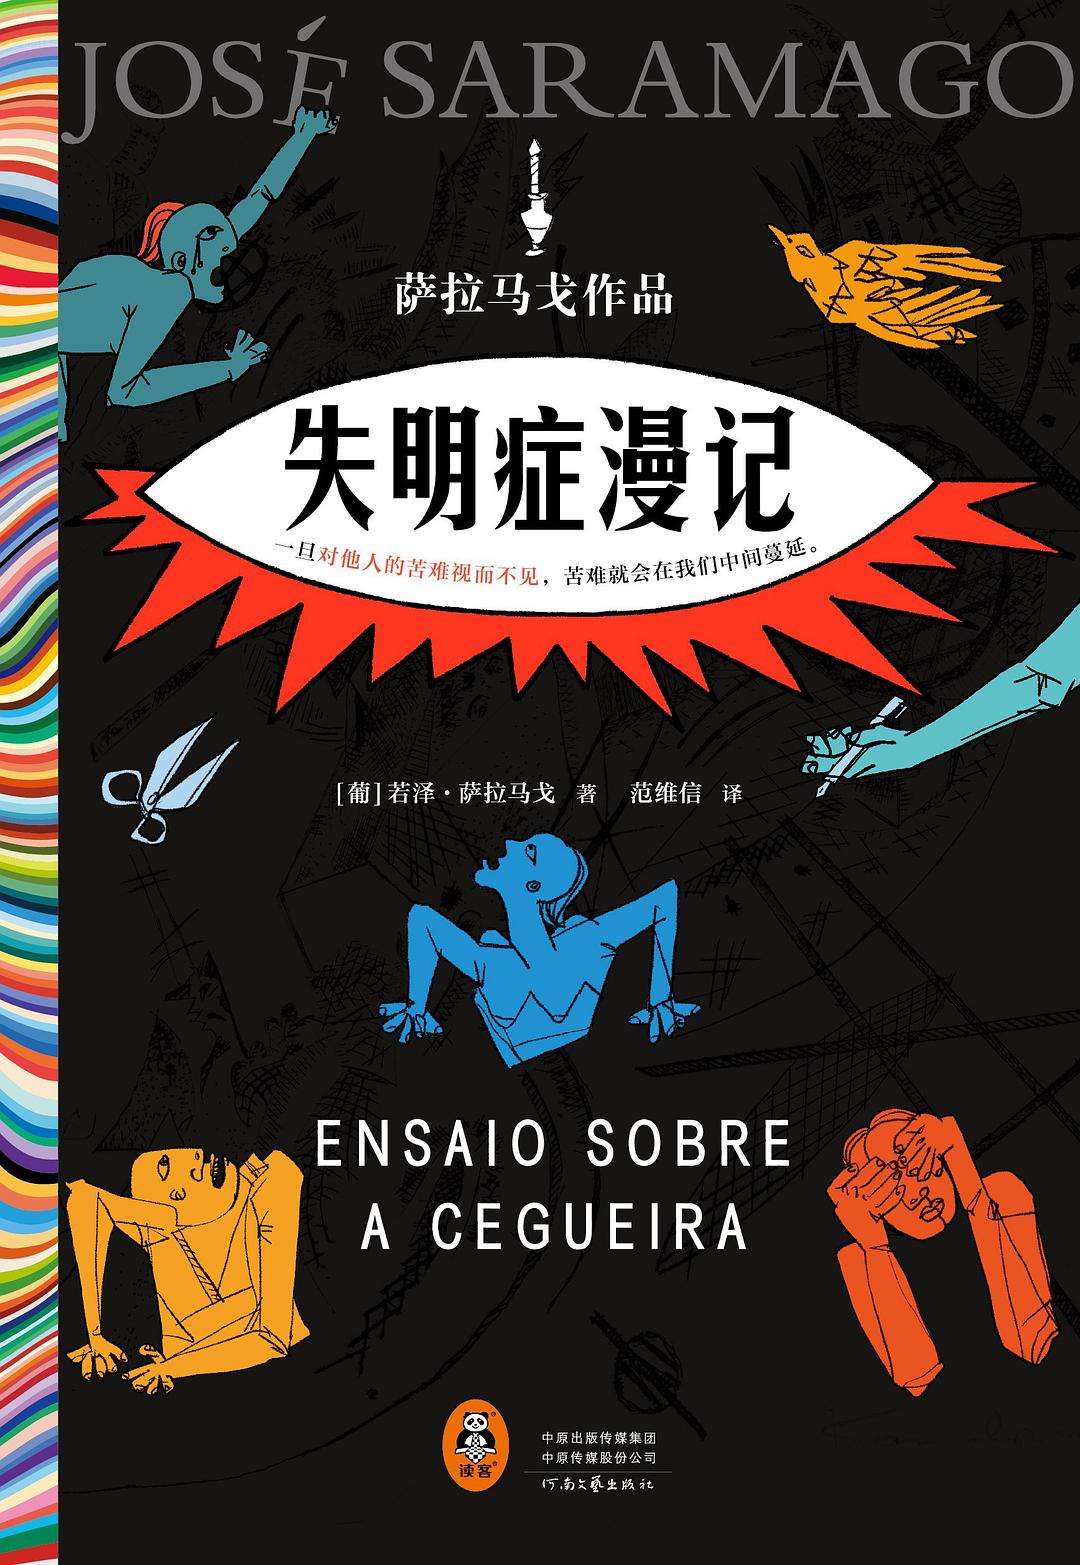 JOSÉ SARAMAGO
萨拉马戈作品
失明症漫记
一旦对他人的苦难视而不见，苦难就会在我们中间蔓延。
[葡]若泽·萨拉马戈 著 范维信 译
ENSAIO SOBRE
A CEGUEIRA
读客®
中原出版传媒集团
中原传媒股份公司
河南文艺出版社